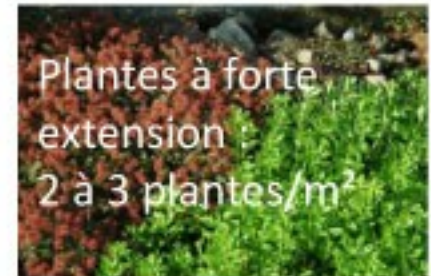 Plantes à forte
extension :
2 à 3 plantes/m²